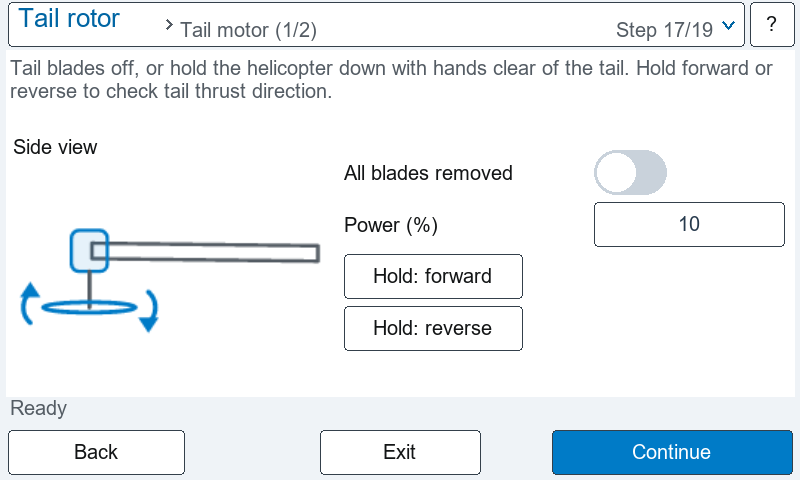 Tail rotor > Tail motor (1/2) Step 17/19 ?
Tail blades off, or hold the helicopter down with hands clear of the tail. Hold forward or
reverse to check tail thrust direction.
Side view
All blades removed
Power (%) 10
Hold: forward
Hold: reverse
Ready
Back Exit Continue